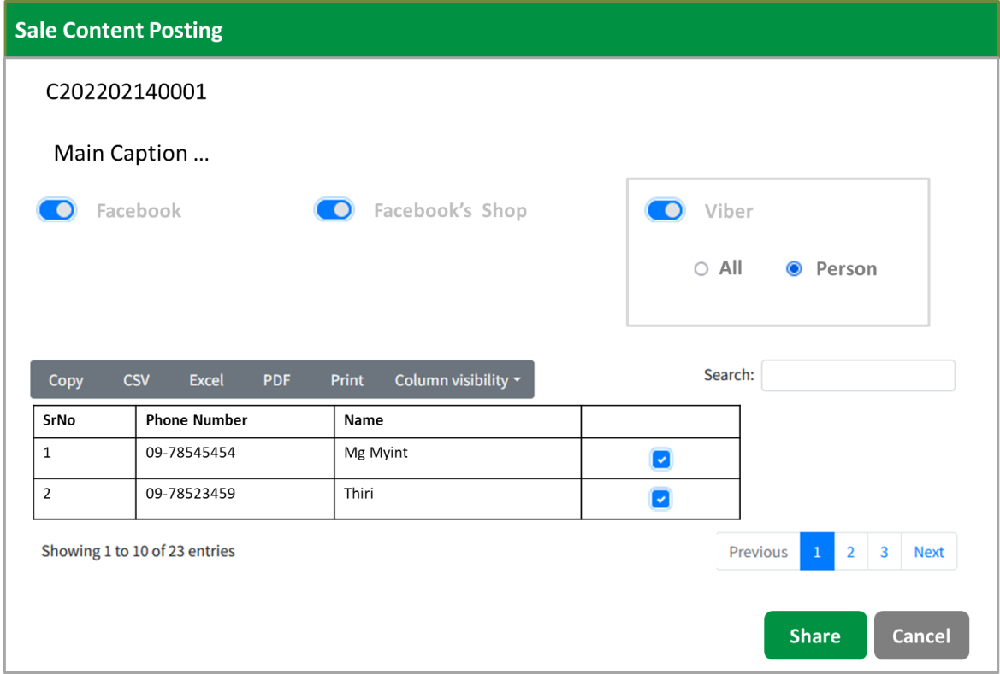 Sale Content Posting
C202202140001
Main Caption ...
Facebook Facebook's Shop Viber
All Person
Copy CSV Excel PDF Print Column visibility Search:
SrNo Phone Number Name
1 09-78545454 Mg Myint
2 09-78523459 Thiri
Showing 1 to 10 of 23 entries Previous 1 2 3 Next
Share Cancel